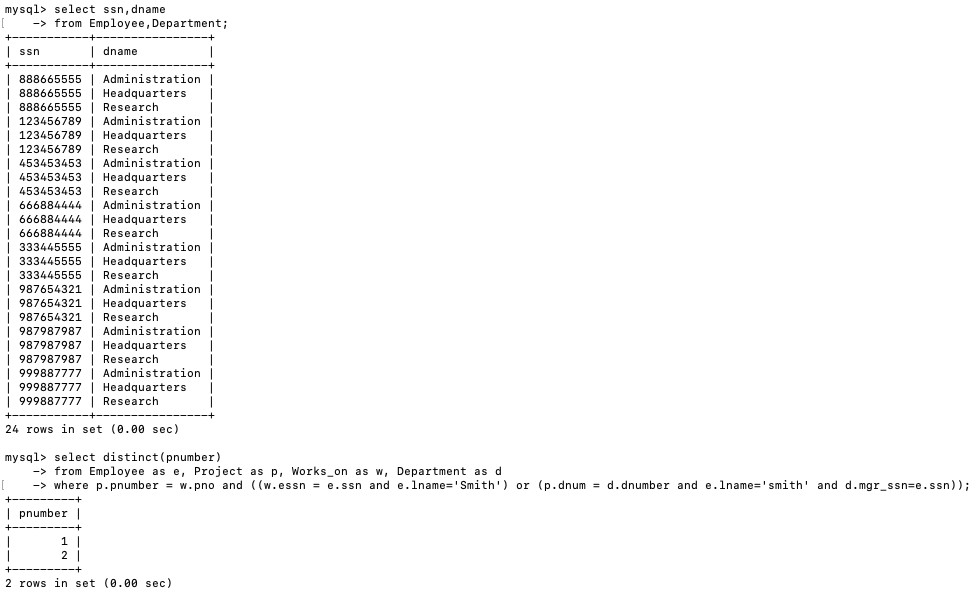 mysql> select ssn,dname
[    -> from Employee,Department;
+-----------+----------------+
| ssn       | dname          |
+-----------+----------------+
| 888665555 | Administration |
| 888665555 | Headquarters   |
| 888665555 | Research       |
| 123456789 | Administration |
| 123456789 | Headquarters   |
| 123456789 | Research       |
| 453453453 | Administration |
| 453453453 | Headquarters   |
| 453453453 | Research       |
| 666884444 | Administration |
| 666884444 | Headquarters   |
| 666884444 | Research       |
| 333445555 | Administration |
| 333445555 | Headquarters   |
| 333445555 | Research       |
| 987654321 | Administration |
| 987654321 | Headquarters   |
| 987654321 | Research       |
| 987987987 | Administration |
| 987987987 | Headquarters   |
| 987987987 | Research       |
| 999887777 | Administration |
| 999887777 | Headquarters   |
| 999887777 | Research       |
+-----------+----------------+
24 rows in set (0.00 sec)

mysql> select distinct(pnumber)
    -> from Employee as e, Project as p, Works_on as w, Department as d
[    -> where p.pnumber = w.pno and ((w.essn = e.ssn and e.lname='Smith') or (p.dnum = d.dnumber and e.lname='smith' and d.mgr_ssn=e.ssn));
+---------+
| pnumber |
+---------+
|       1 |
|       2 |
+---------+
2 rows in set (0.00 sec)